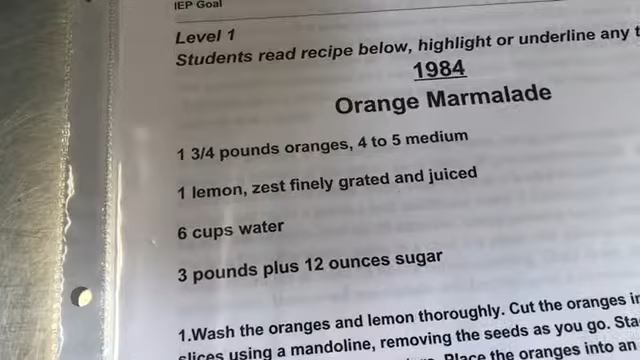 IEP Goal
Level 1
Students read recipe below, highlight or underline any
1984
Orange Marmalade
1 3/4 pounds oranges, 4 to 5 medium
1 lemon, zest finely grated and juiced
6 cups water
3 pounds plus 12 ounces sugar
1.Wash the oranges and lemon thoroughly. Cut the oranges
slices using a mandoline, removing the seeds as you go.
Place the oranges into an